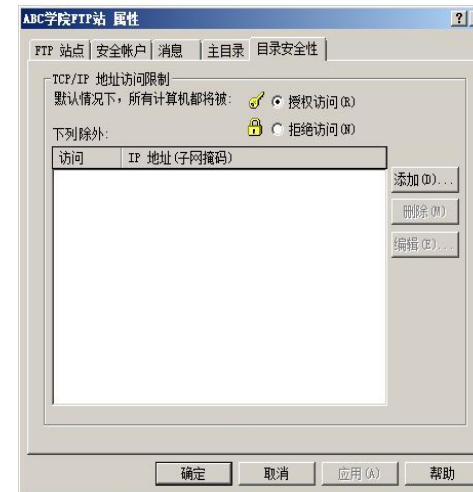 ABC学院FTP站 属性
FTP 站点 安全帐户 消息 主目录 目录安全性
TCP/IP 地址访问限制
默认情况下，所有计算机都将被: 授权访问(R)
拒绝访问(N)
下列除外:
访问 IP 地址(子网掩码)
添加(D)...
删除(M)
编辑(E)...
确定 取消 应用(A) 帮助